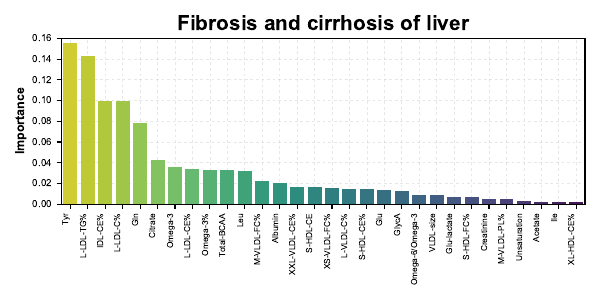 Fibrosis and cirrhosis of liver
Importance
0.16
0.14
0.12
0.10
0.08
0.06
0.04
0.02
0.00
Tyr
L-LDL-TG%
IDL-CE%
L-LDL-C%
Gln
Citrate
Omega-3
L-LDL-CE%
Omega-3%
Total-BCAA
Leu
M-VLDL-FC%
Albumin
XXL-VLDL-CE%
S-HDL-CE
XS-VLDL-FC%
L-VLDL-C%
S-HDL-CE%
Glu
GlycA
Omega-6/Omega-3
VLDL-size
Glu-lactate
S-HDL-FC%
Creatinine
M-VLDL-PL%
Unsaturation
Acetate
Ile
XL-HDL-CE%